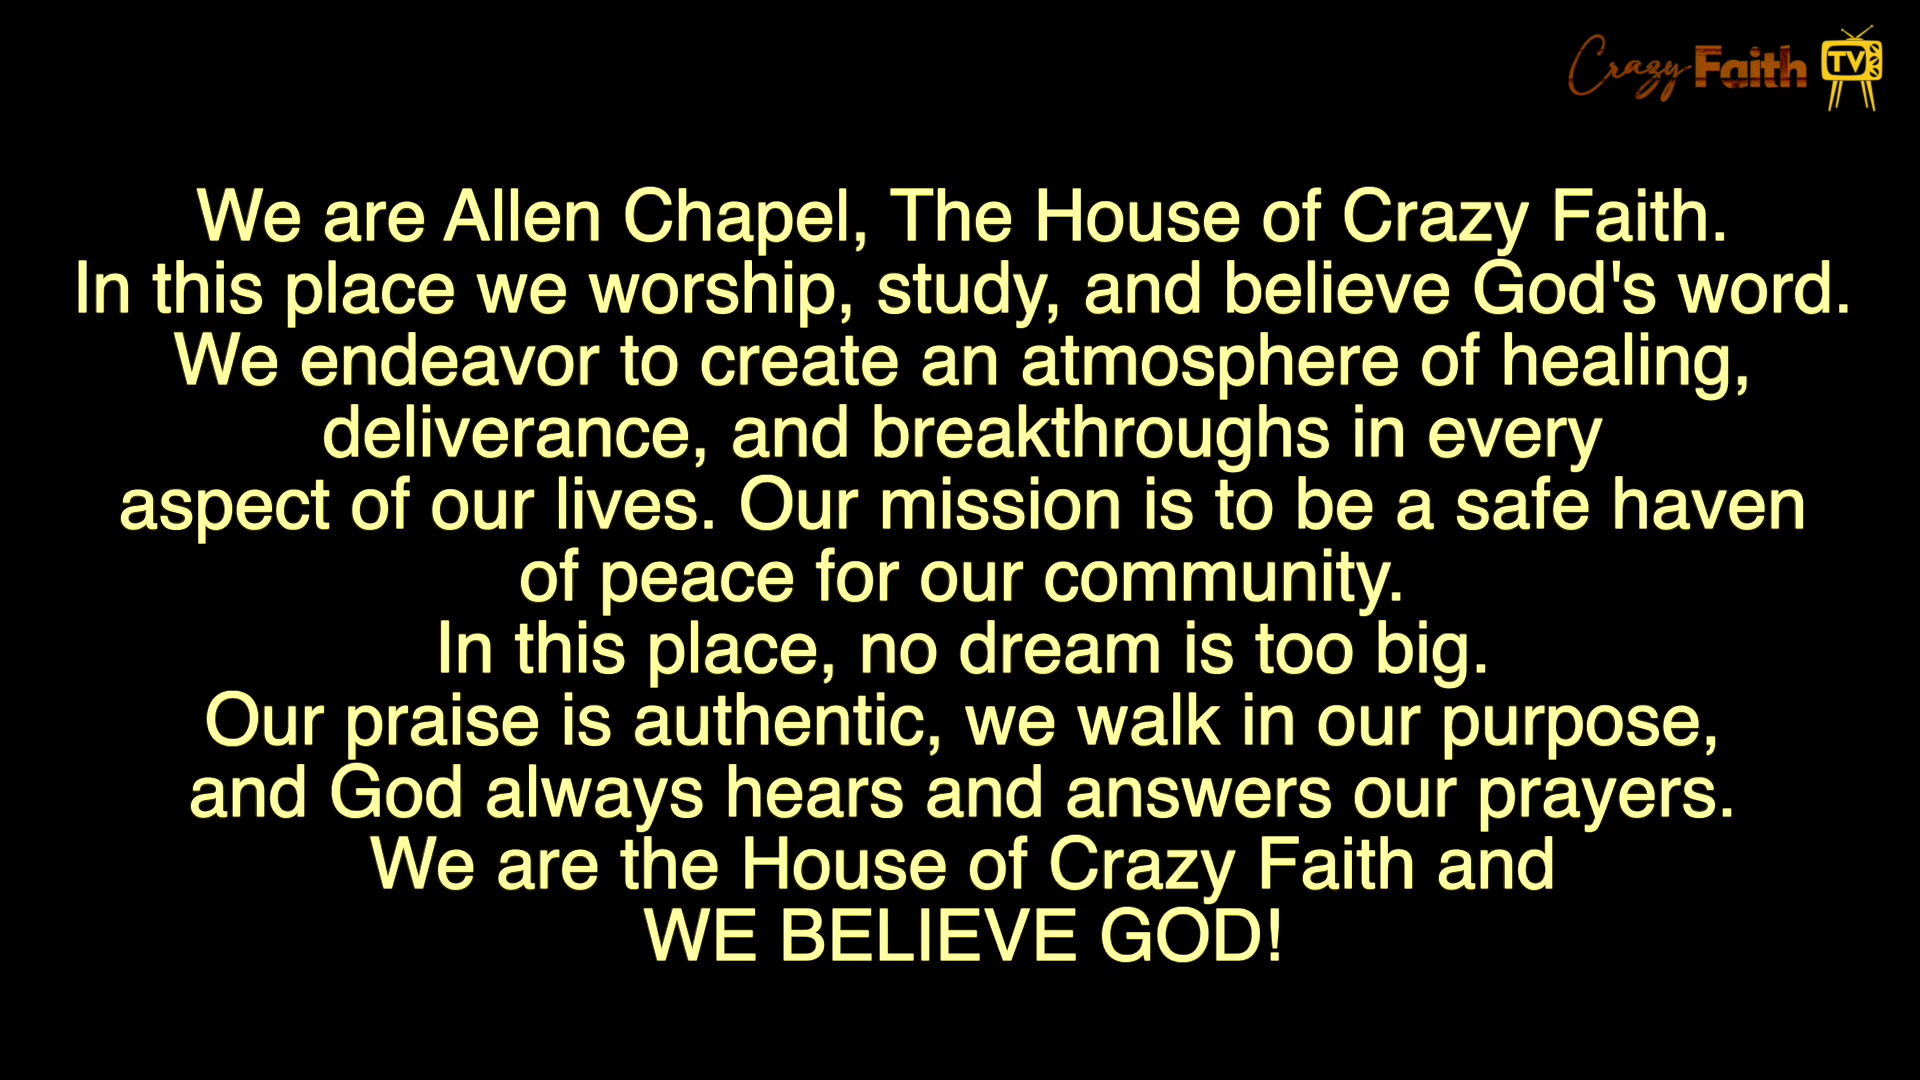 Crazy Faith TV
We are Allen Chapel, The House of Crazy Faith.
In this place we worship, study, and believe God's word.
We endeavor to create an atmosphere of healing,
deliverance, and breakthroughs in every
aspect of our lives. Our mission is to be a safe haven
of peace for our community.
In this place, no dream is too big.
Our praise is authentic, we walk in our purpose,
and God always hears and answers our prayers.
We are the House of Crazy Faith and
WE BELIEVE GOD!